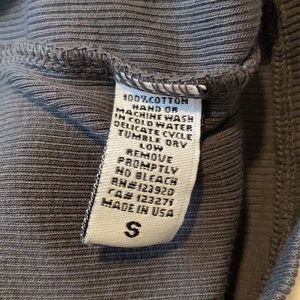 100% COTTON
HAND OR
MACHINE WASH
IN COLD WATER
DELICATE CYCLE
TUMBLE DRY
LOW
REMOVE
PROMPTLY
NO BLEACH
RN#123920
CA#123271
MADE IN USA
S